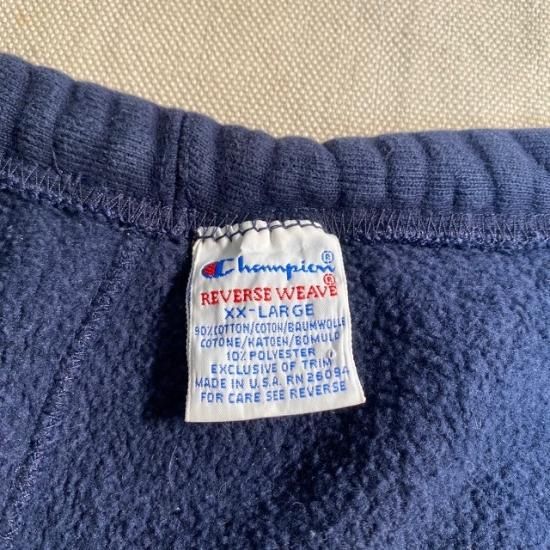 Champion®
REVERSE WEAVE®
XX-LARGE
90% COTTON/COTON/BAUMWOLLE
COTONE/KATOEN/BOMULD
10% POLYESTER
EXCLUSIVE OF TRIM
MADE IN U.S.A. RN 26094
FOR CARE SEE REVERSE